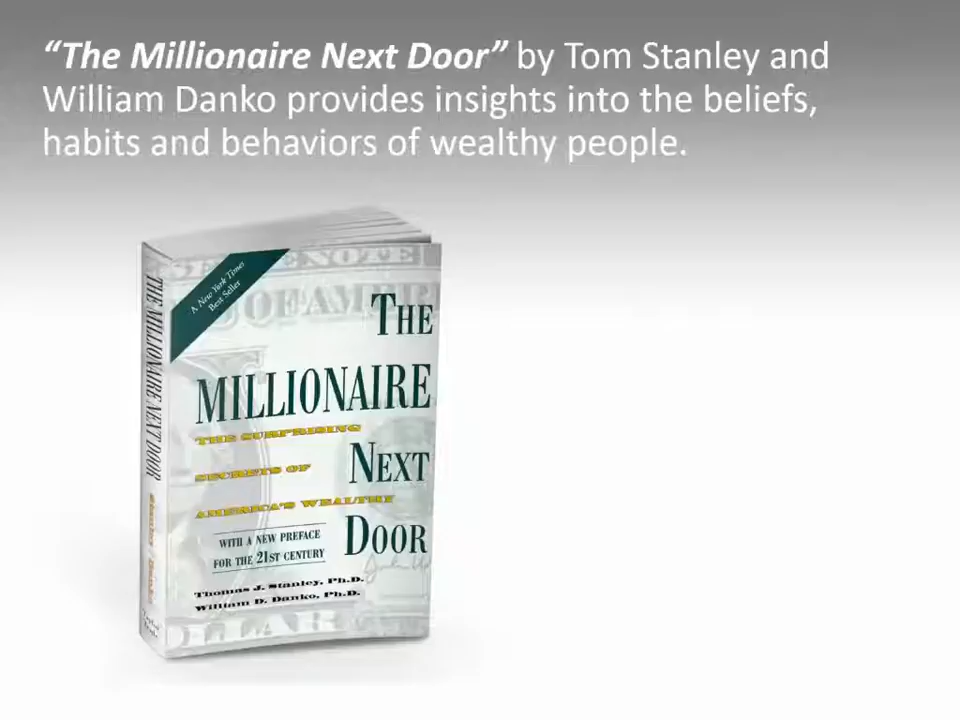 “The Millionaire Next Door” by Tom Stanley and
William Danko provides insights into the beliefs,
habits and behaviors of wealthy people.
A New York Times
Best Seller
THE
MILLIONAIRE
THE SURPRISING
NEXT
SECRETS OF
AMERICA'S WEALTHY
DOOR
WITH A NEW PREFACE
FOR THE 21ST CENTURY
Thomas J. Stanley, Ph.D.
William D. Danko, Ph.D.
THE MILLIONAIRE NEXT DOOR
Stanley / Danko